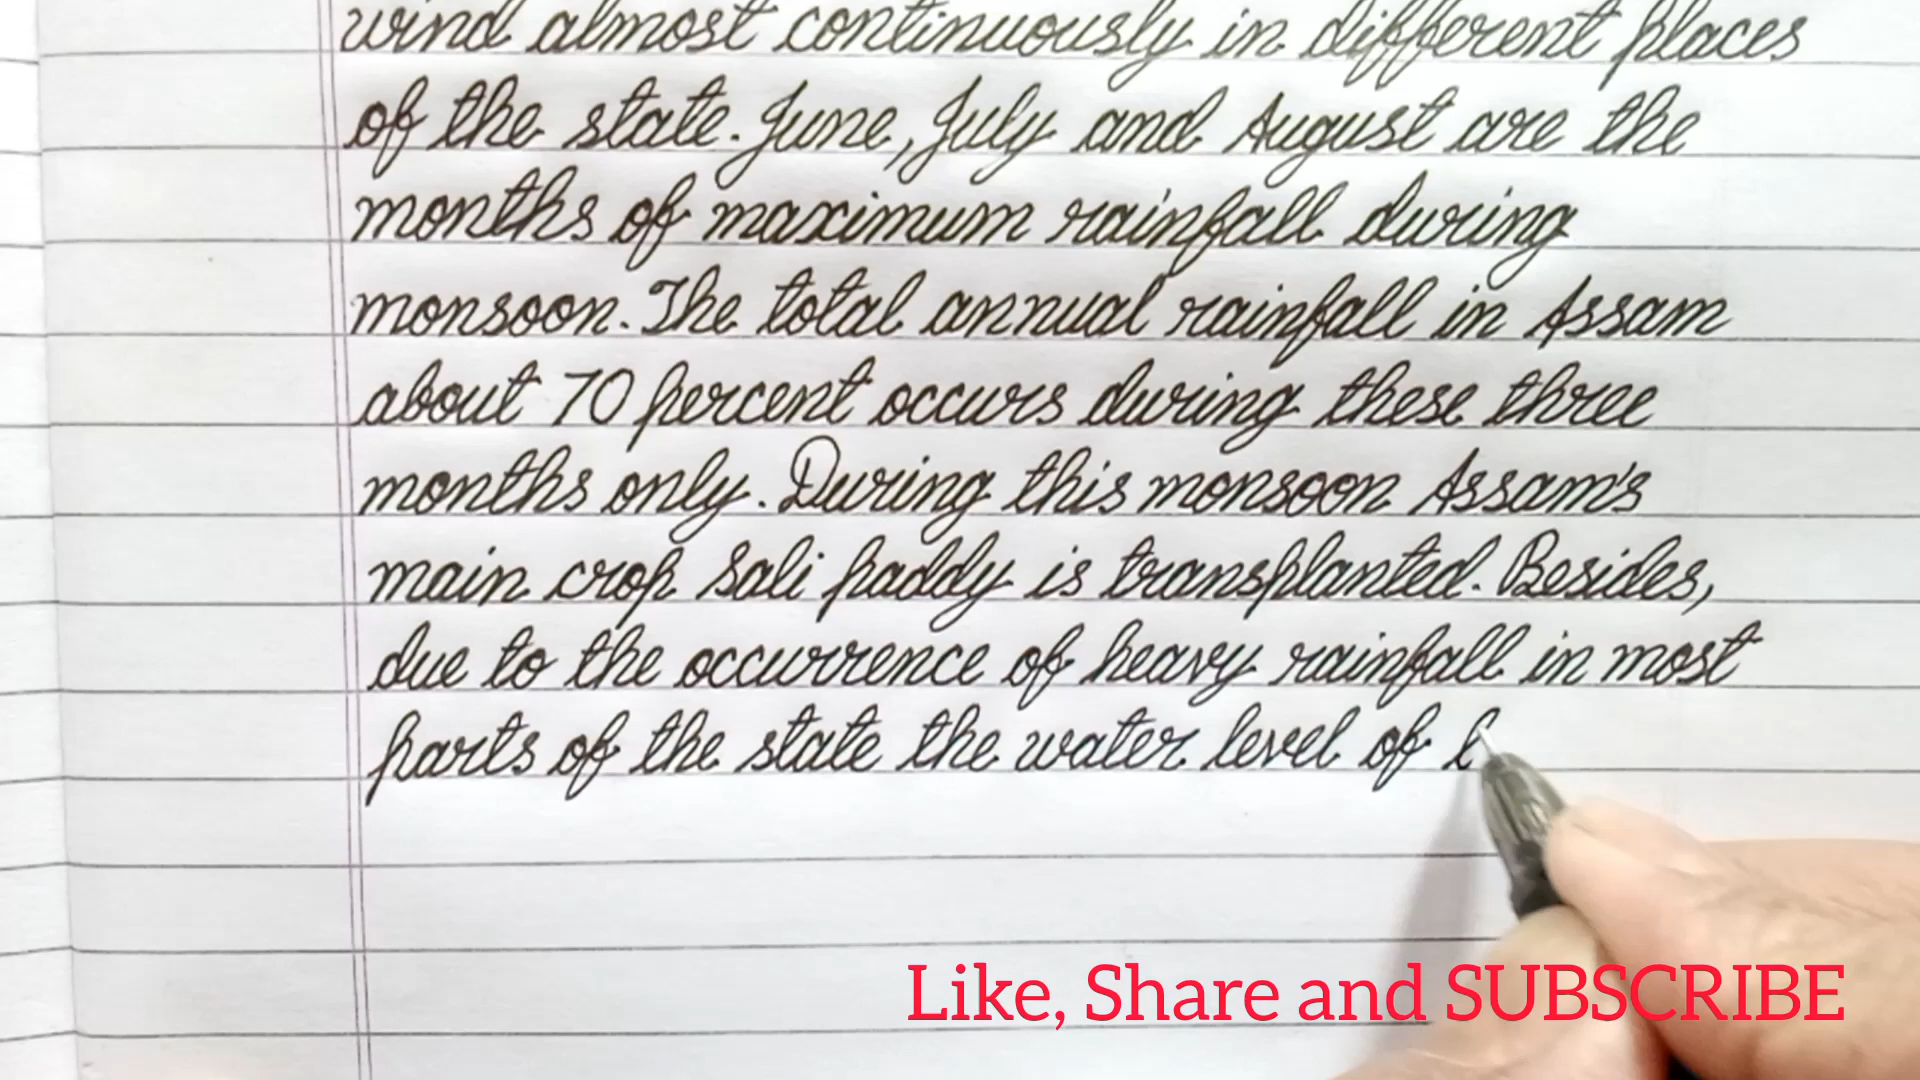 wind almost continuously in different places
of the state. June, July and August are the
months of maximum rainfall during
monsoon. The total annual rainfall in Assam
about 70 percent occurs during these three
months only. During this monsoon Assam's
main crop Sali paddy is transplanted. Besides,
due to the occurrence of heavy rainfall in most
parts of the state the water level of
Like, Share and SUBSCRIBE